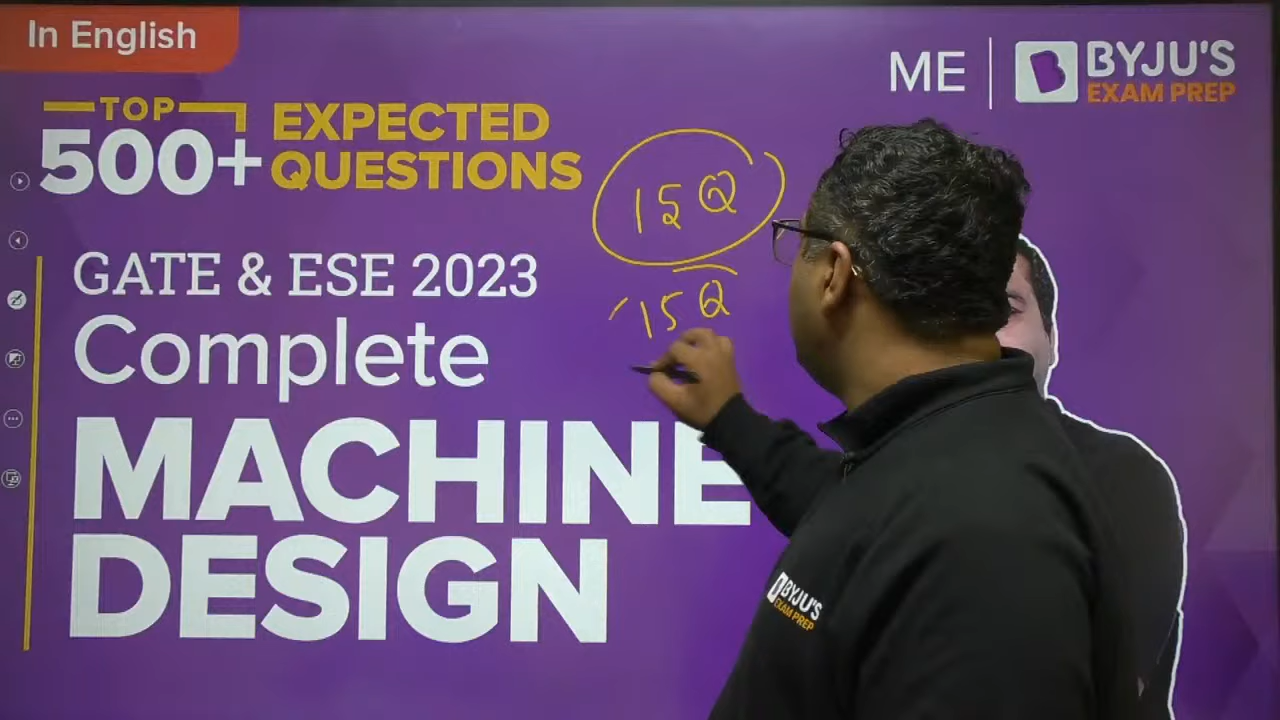 In English
ME
BYJU'S
EXAM PREP
TOP
500+
EXPECTED
QUESTIONS
15Q
15Q
GATE & ESE 2023
Complete
MACHINE
DESIGN
BYJU'S
EXAM PREP